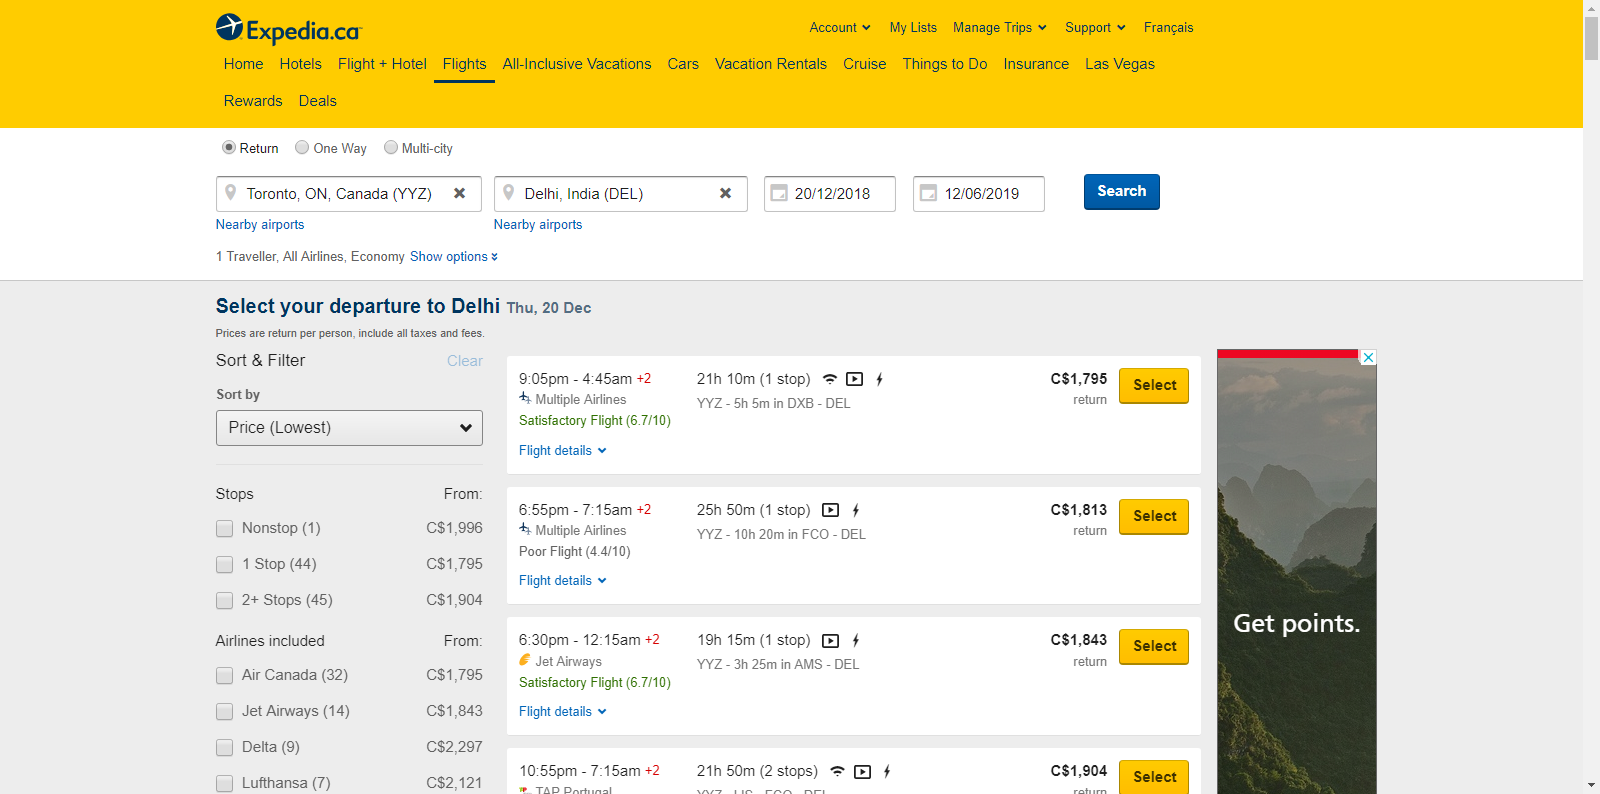 Expedia.ca
Account My Lists Manage Trips Support Français
Home Hotels Flight + Hotel Flights All-Inclusive Vacations Cars Vacation Rentals Cruise Things to Do Insurance Las Vegas
Rewards Deals
Return One Way Multi-city
Toronto, ON, Canada (YYZ) Delhi, India (DEL) 20/12/2018 12/06/2019 Search
Nearby airports Nearby airports
1 Traveller, All Airlines, Economy Show options
Select your departure to Delhi Thu, 20 Dec
Prices are return per person, include all taxes and fees.
Sort & Filter Clear
Sort by
Price (Lowest)
Stops From:
Nonstop (1) C$1,996
1 Stop (44) C$1,795
2+ Stops (45) C$1,904
Airlines included From:
Air Canada (32) C$1,795
Jet Airways (14) C$1,843
Delta (9) C$2,297
Lufthansa (7) C$2,121
9:05pm - 4:45am +2 21h 10m (1 stop) C$1,795 Select
Multiple Airlines YYZ - 5h 5m in DXB - DEL return
Satisfactory Flight (6.7/10)
Flight details
6:55pm - 7:15am +2 25h 50m (1 stop) C$1,813 Select
Multiple Airlines YYZ - 10h 20m in FCO - DEL return
Poor Flight (4.4/10)
Flight details
6:30pm - 12:15am +2 19h 15m (1 stop) C$1,843 Select
Jet Airways YYZ - 3h 25m in AMS - DEL return
Satisfactory Flight (6.7/10)
Flight details
10:55pm - 7:15am +2 21h 50m (2 stops) C$1,904 Select
TAP Portugal YYZ - LIS - FCO - DEL return
Get points.